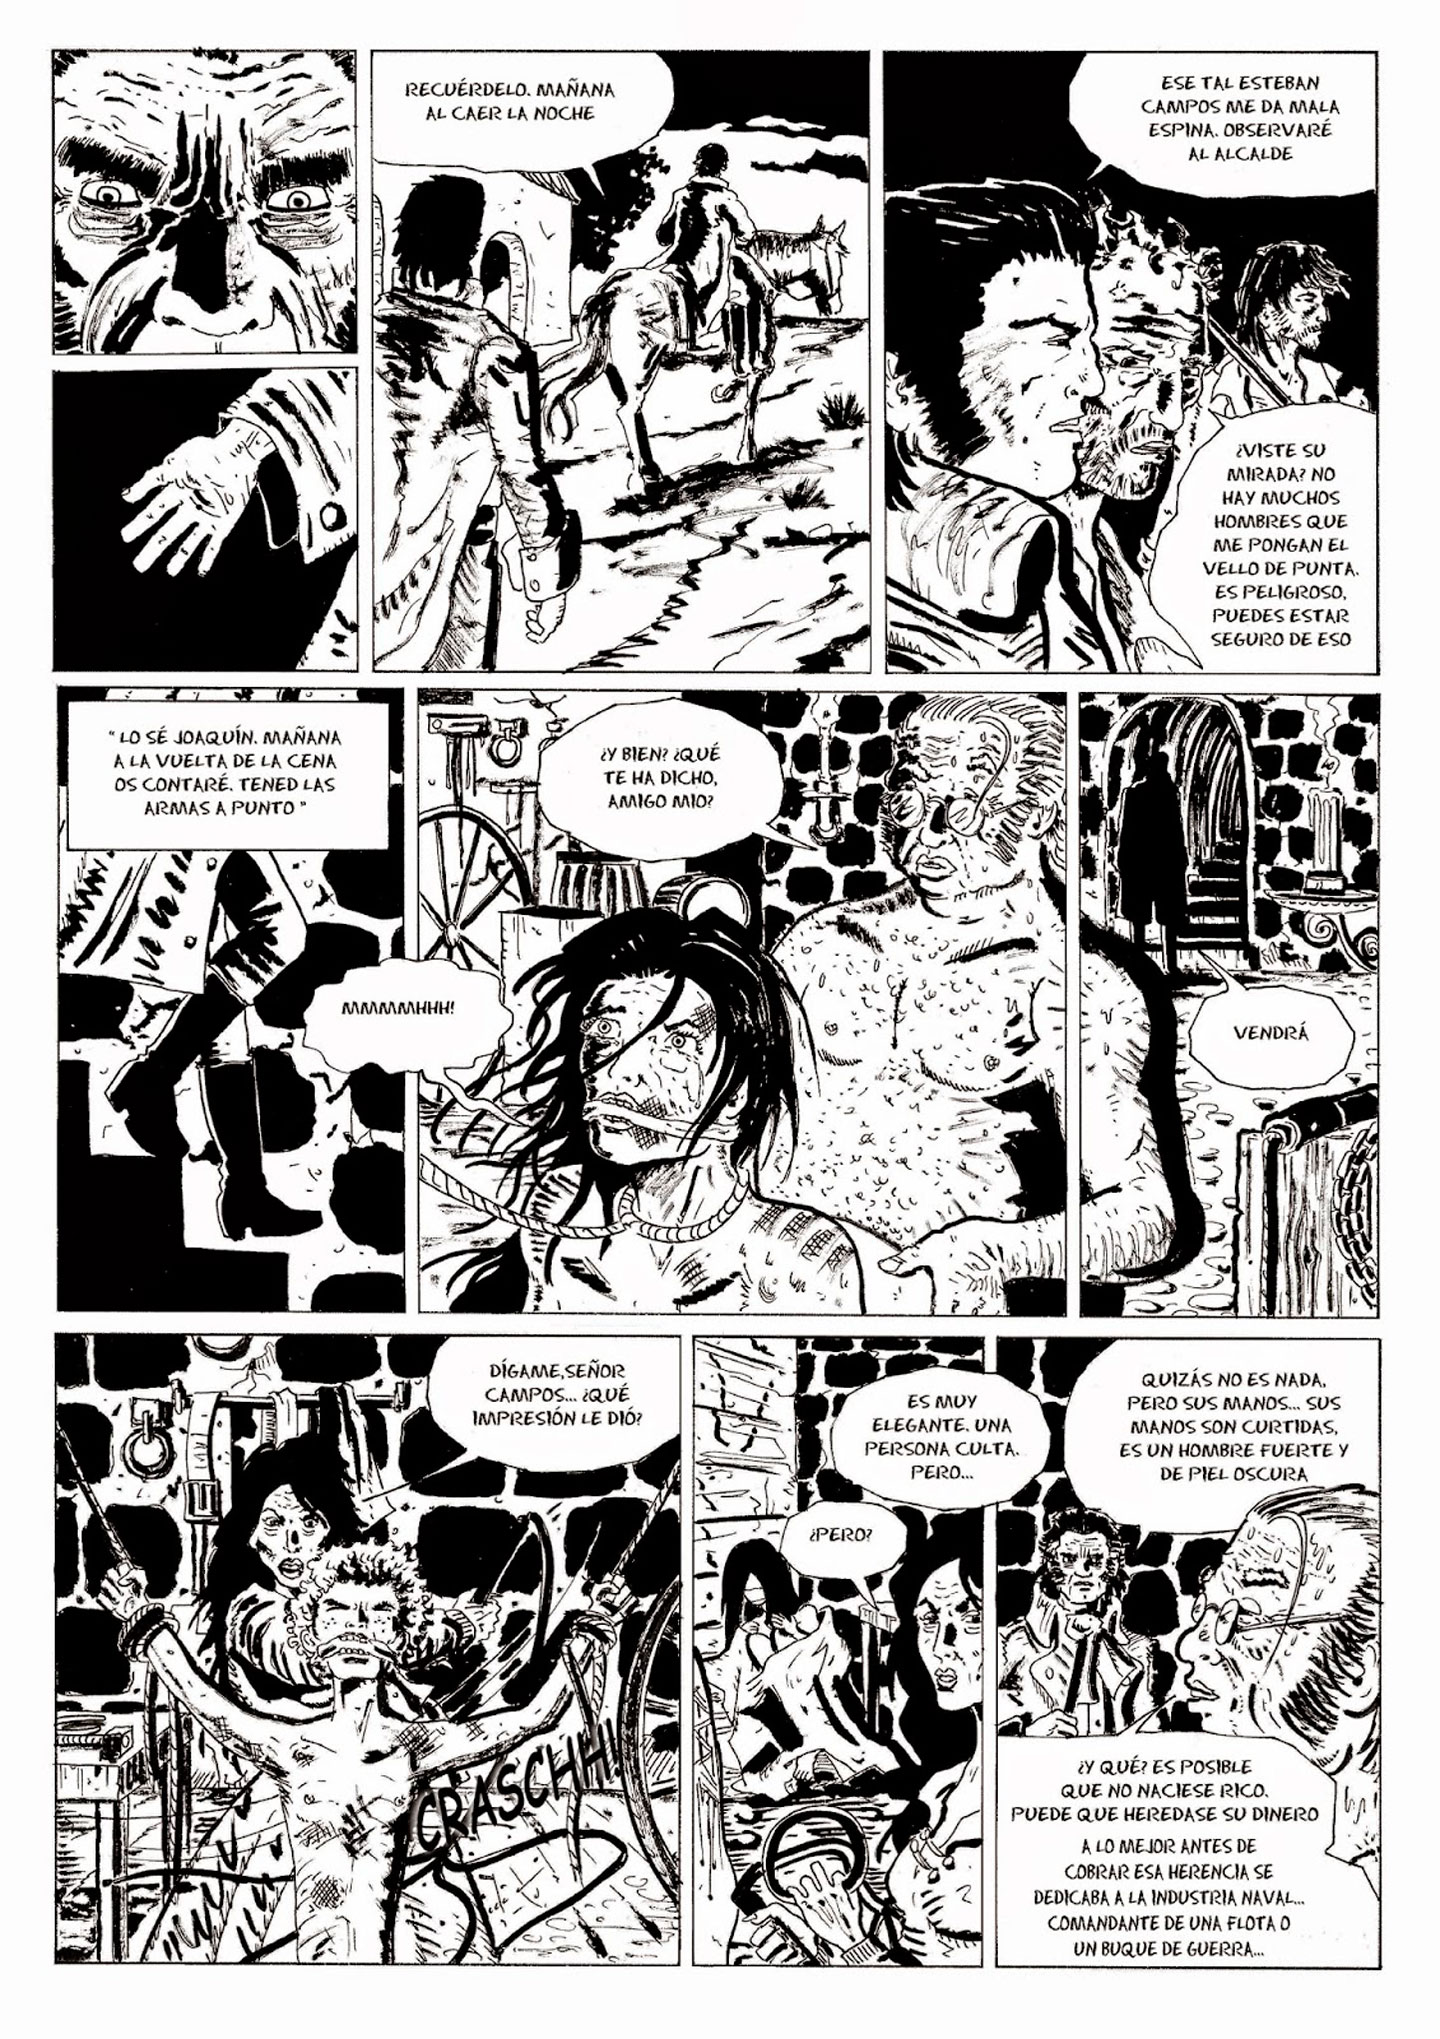 RECUÉRDELO. MAÑANA
AL CAER LA NOCHE
ESE TAL ESTEBAN
CAMPOS ME DA MALA
ESPINA. OBSERVARÉ
AL ALCALDE
¿VISTE SU
MIRADA? NO
HAY MUCHOS
HOMBRES QUE
ME PONGAN EL
VELLO DE PUNTA.
ES PELIGROSO,
PUEDES ESTAR
SEGURO DE ESO
"LO SÉ JOAQUÍN. MAÑANA
A LA VUELTA DE LA CENA
OS CONTARÉ. TENED LAS
ARMAS A PUNTO"
¿Y BIEN? ¿QUÉ
TE HA DICHO,
AMIGO MIO?
MMMMMHHH!
VENDRÁ
DÍGAME,SEÑOR
CAMPOS... ¿QUÉ
IMPRESIÓN LE DIÓ?
CRASCHH!
ES MUY
ELEGANTE. UNA
PERSONA CULTA.
PERO...
¿PERO?
QUIZÁS NO ES NADA,
PERO SUS MANOS... SUS
MANOS SON CURTIDAS,
ES UN HOMBRE FUERTE Y
DE PIEL OSCURA
¿Y QUÉ? ES POSIBLE
QUE NO NACIESE RICO.
PUEDE QUE HEREDASE SU DINERO
A LO MEJOR ANTES DE
COBRAR ESA HERENCIA SE
DEDICABA A LA INDUSTRIA NAVAL...
COMANDANTE DE UNA FLOTA O
UN BUQUE DE GUERRA...